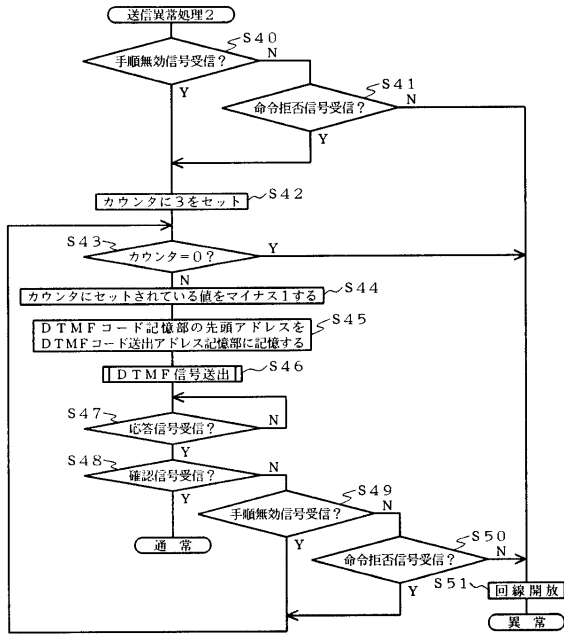 送信異常処理２
Ｓ４０
手順無効信号受信？
N
Y
Ｓ４１
命令拒否信号受信？
N
Y
カウンタに３をセット
Ｓ４２
Ｓ４３
カウンタ＝０？
Y
N
カウンタにセットされている値をマイナス１する
Ｓ４４
ＤＴＭＦコード記憶部の先頭アドレスを
ＤＴＭＦコード送出アドレス記憶部に記憶する
Ｓ４５
ＤＴＭＦ信号送出
Ｓ４６
Ｓ４７
応答信号受信？
N
Y
Ｓ４８
確認信号受信？
N
Y
Ｓ４９
手順無効信号受信？
N
Y
通常
Ｓ５０
命令拒否信号受信？
N
Y
Ｓ５１
回線開放
異常